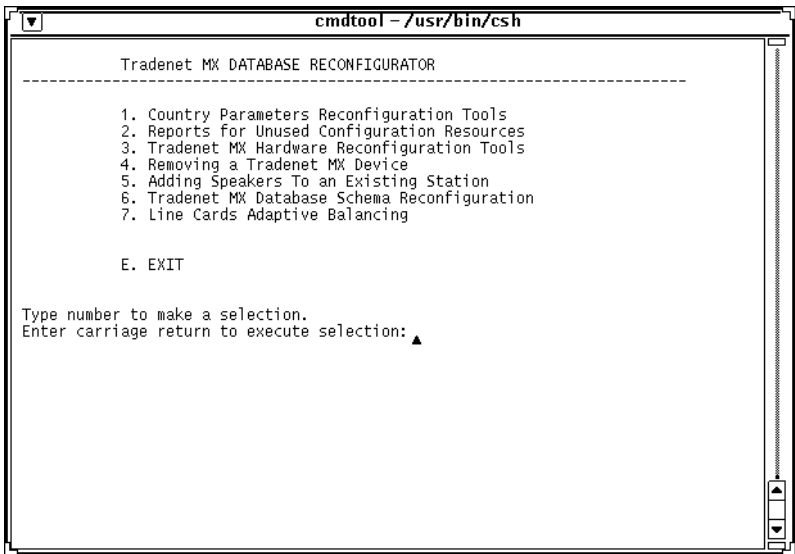 cmdtool – /usr/bin/csh
Tradenet MX DATABASE RECONFIGURATOR
--------------------------------------------------------------------------
1. Country Parameters Reconfiguration Tools
2. Reports for Unused Configuration Resources
3. Tradenet MX Hardware Reconfiguration Tools
4. Removing a Tradenet MX Device
5. Adding Speakers To an Existing Station
6. Tradenet MX Database Schema Reconfiguration
7. Line Cards Adaptive Balancing
E. EXIT
Type number to make a selection.
Enter carriage return to execute selection: